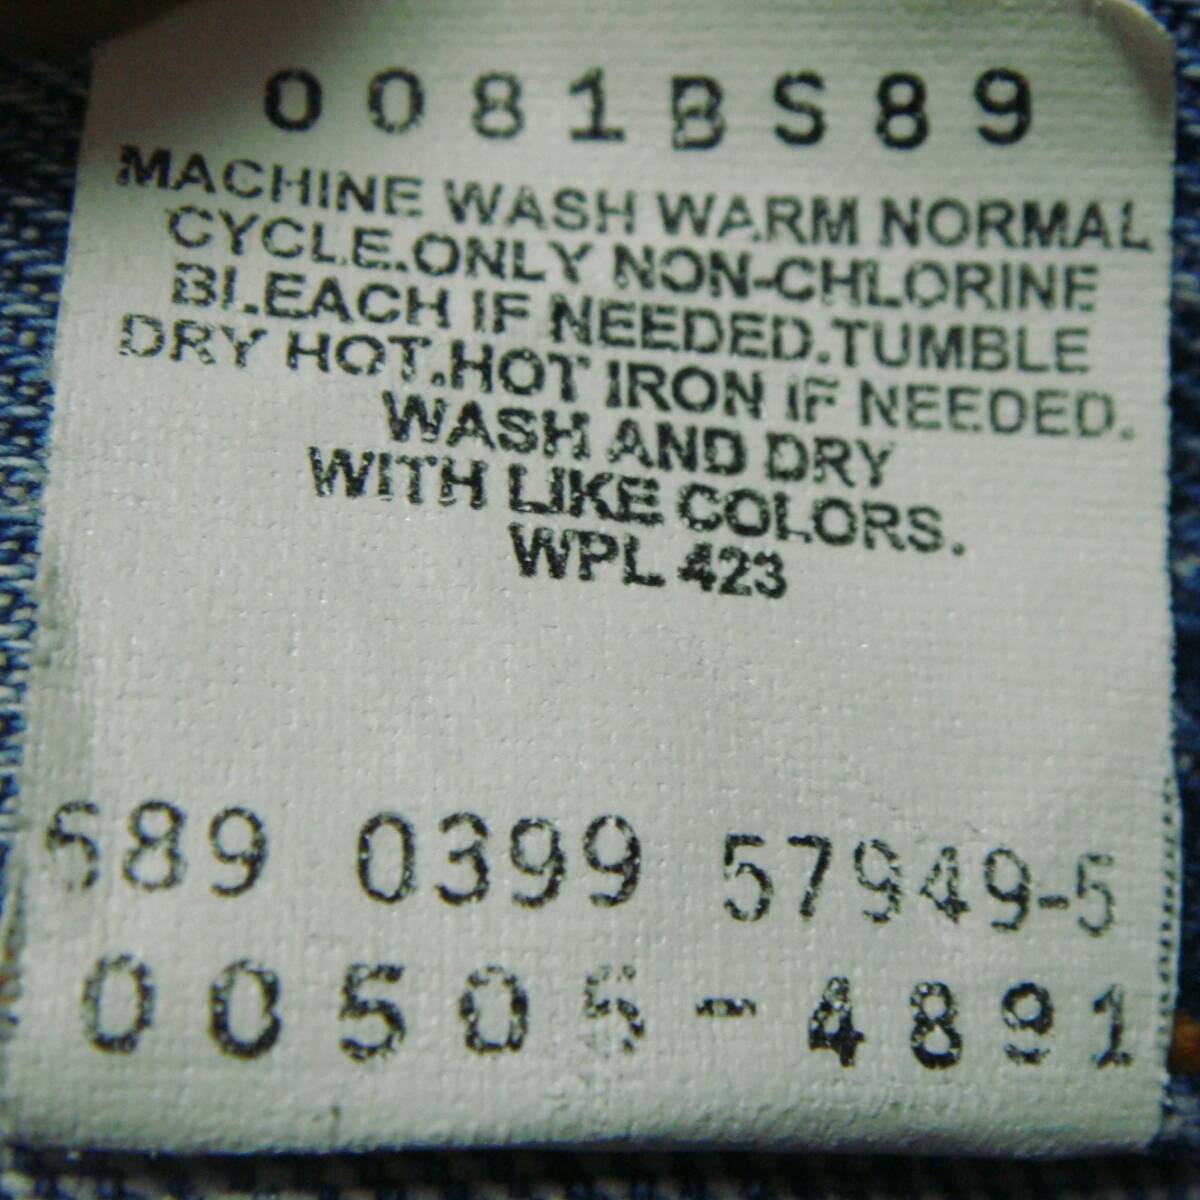 0081BS89
MACHINE WASH WARM NORMAL
CYCLE.ONLY NON-CHLORINE
BLEACH IF NEEDED.TUMBLE
DRY HOT.HOT IRON IF NEEDED.
WASH AND DRY
WITH LIKE COLORS.
WPL 423
S89 0399 57949-5
00505-4891